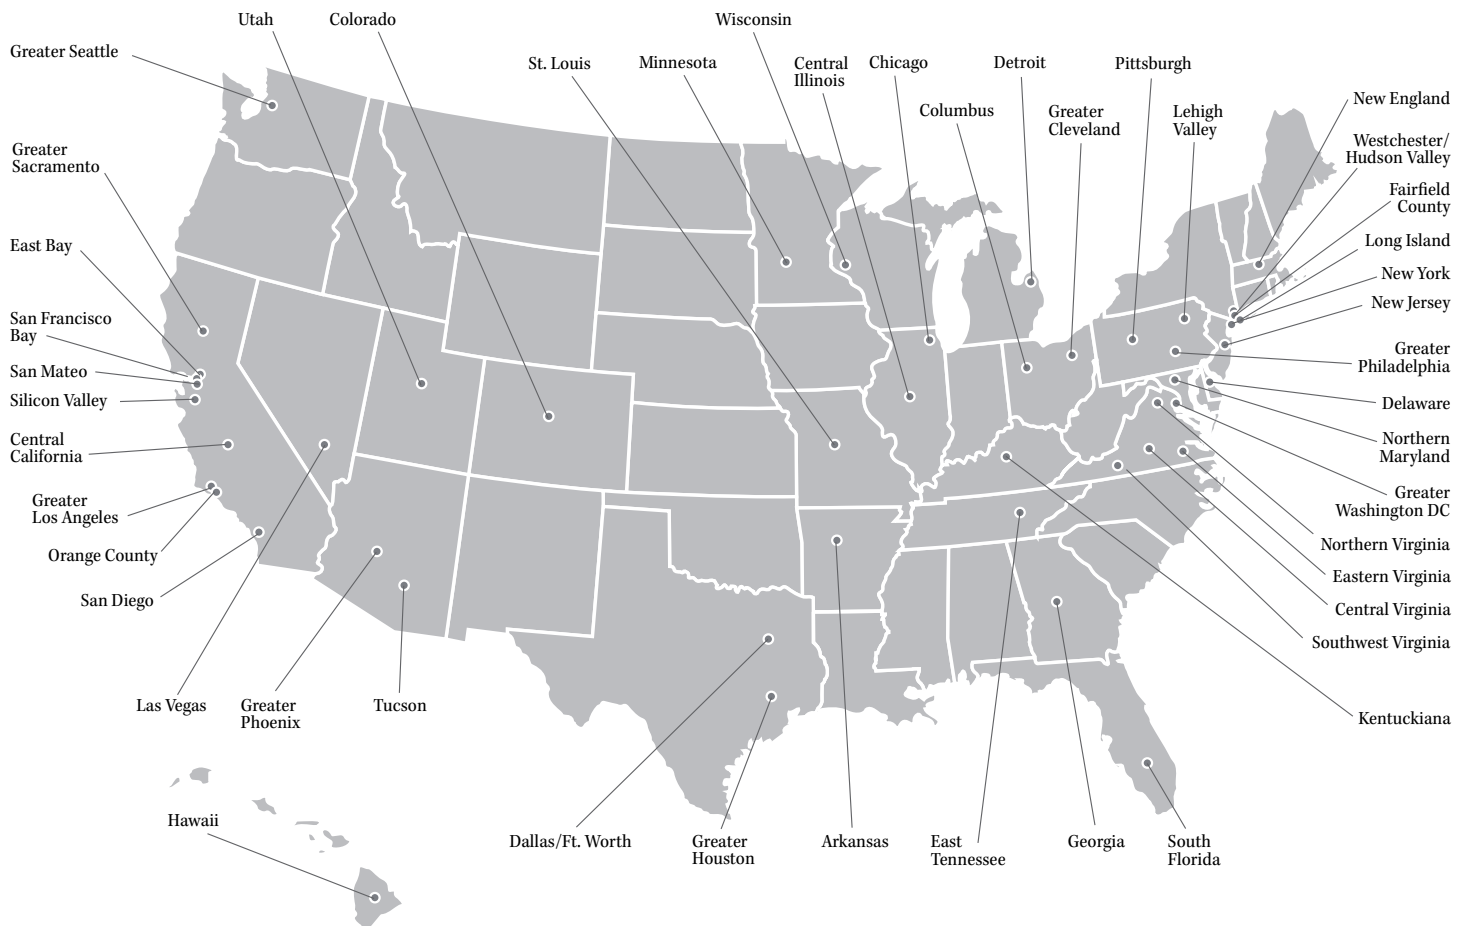 Utah
Colorado
Wisconsin
Greater Seattle
St. Louis
Minnesota
Central
Illinois
Chicago
Detroit
Pittsburgh
Columbus
Greater
Cleveland
Lehigh
Valley
New England
Westchester/
Hudson Valley
Fairfield
County
Long Island
New York
New Jersey
Greater
Philadelphia
Delaware
Northern
Maryland
Greater
Washington DC
Northern Virginia
Eastern Virginia
Central Virginia
Southwest Virginia
Kentuckiana
Greater
Sacramento
East Bay
San Francisco
Bay
San Mateo
Silicon Valley
Central
California
Greater
Los Angeles
Orange County
San Diego
Las Vegas
Greater
Phoenix
Tucson
Hawaii
Dallas/Ft. Worth
Greater
Houston
Arkansas
East
Tennessee
Georgia
South
Florida